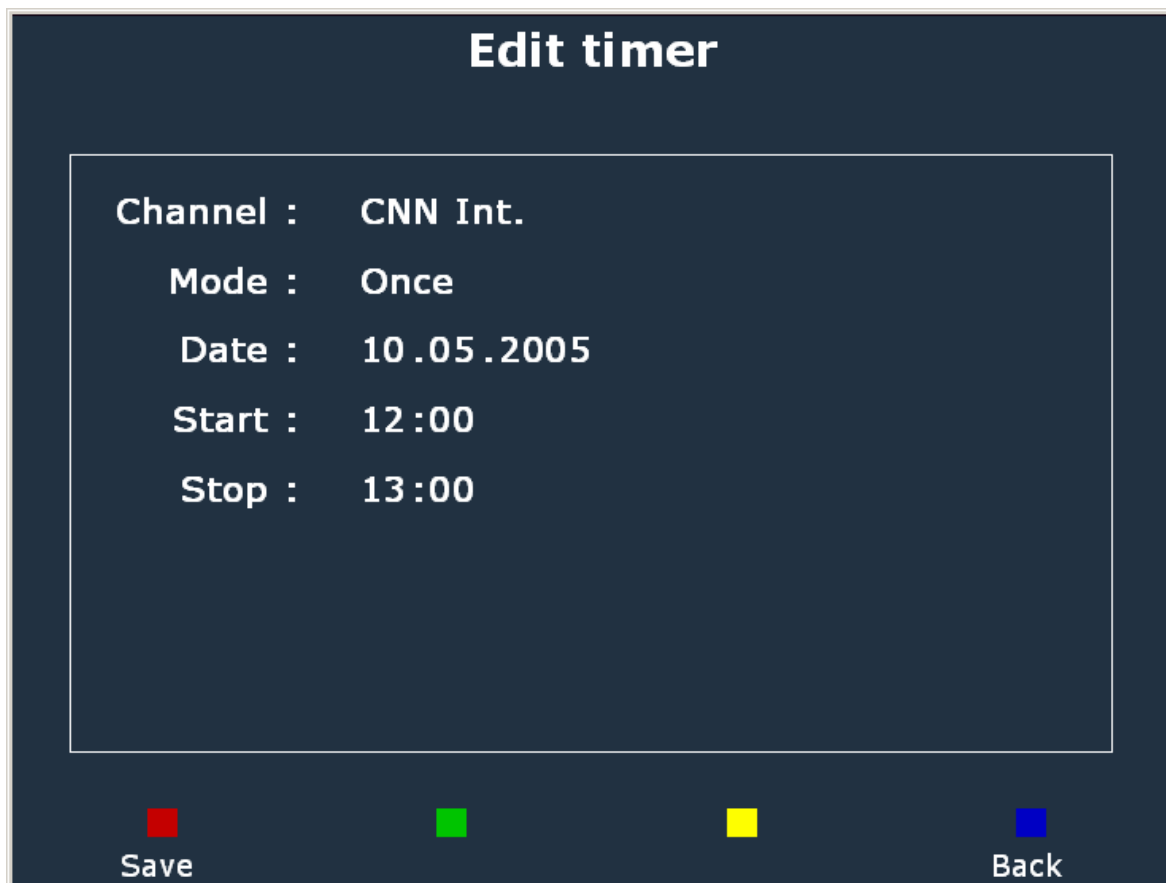 Edit timer
Channel : CNN Int.
Mode : Once
Date : 10.05.2005
Start : 12:00
Stop : 13:00
Save Back